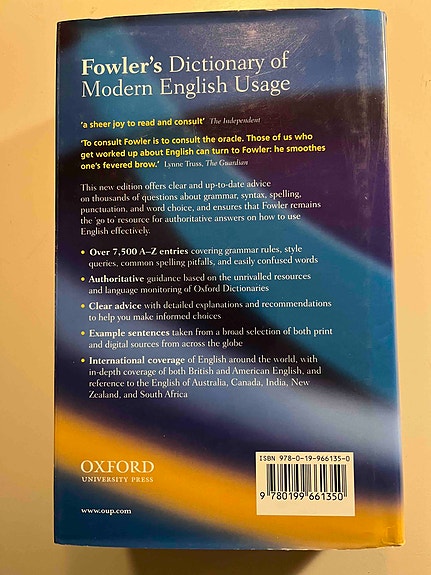 Fowler's Dictionary of
Modern English Usage
'a sheer joy to read and consult' The Independent
'To consult Fowler is to consult the oracle. Those of us who
get worked up about English can turn to Fowler: he smoothes
one's fevered brow.' Lynne Truss, The Guardian
This new edition offers clear and up-to-date advice
on thousands of questions about grammar, syntax, spelling,
punctuation, and word choice, and ensures that Fowler remains
the 'go to' resource for authoritative answers on how to use
English effectively.
• Over 7,500 A–Z entries covering grammar rules, style
queries, common spelling pitfalls, and easily confused words
• Authoritative guidance based on the unrivalled resources
and language monitoring of Oxford Dictionaries
• Clear advice with detailed explanations and recommendations
to help you make informed choices
• Example sentences taken from a broad selection of both print
and digital sources from across the globe
• International coverage of English around the world, with
in-depth coverage of both British and American English, and
reference to the English of Australia, Canada, India, New
Zealand, and South Africa
OXFORD
UNIVERSITY PRESS
www.oup.com
ISBN 978-0-19-966135-0
9 780199 661350